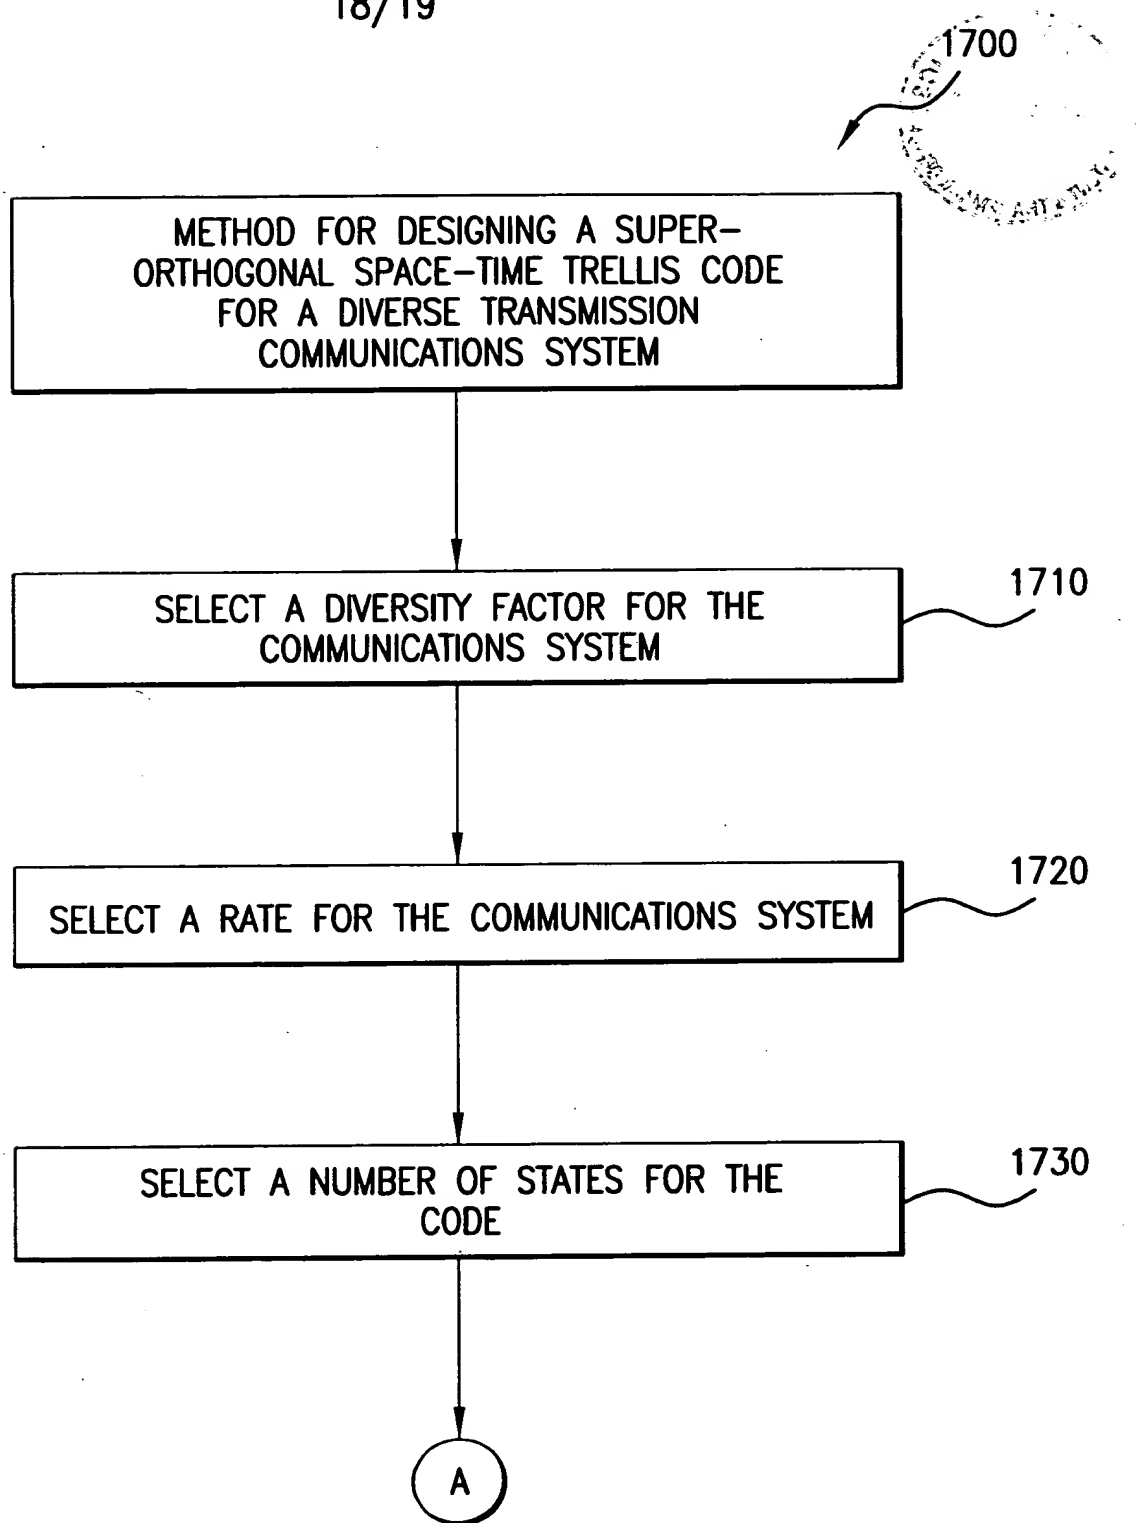 18/19
1700
METHOD FOR DESIGNING A SUPER-
ORTHOGONAL SPACE-TIME TRELLIS CODE
FOR A DIVERSE TRANSMISSION
COMMUNICATIONS SYSTEM
1710
SELECT A DIVERSITY FACTOR FOR THE
COMMUNICATIONS SYSTEM
1720
SELECT A RATE FOR THE COMMUNICATIONS SYSTEM
1730
SELECT A NUMBER OF STATES FOR THE
CODE
A